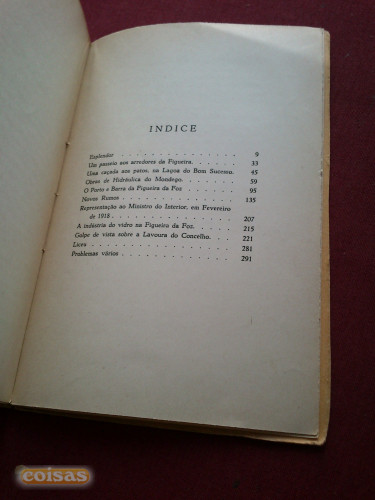 INDICE
Esplendor . . . . . . . . . . . . . . 9
Um passeio aos arredores da Figueira. . . . . . 33
Uma caçada aos patos, na Lagoa do Bom Sucesso. 45
Obras de Hidráulica do Mondego. . . . . . . 59
O Porto e Barra da Figueira da Foz . . . . . . 95
Novos Rumos . . . . . . . . . . . . 135
Representação ao Ministro do Interior, em Fevereiro
de 1918 . . . . . . . . . . . . . 207
A indústria do vidro na Figueira da Foz. . . . . 215
Golpe de vista sobre a Lavoura do Concelho. . . . 221
Liceu . . . . . . . . . . . . . . . 281
Problemas vários . . . . . . . . . . . 291
coisas